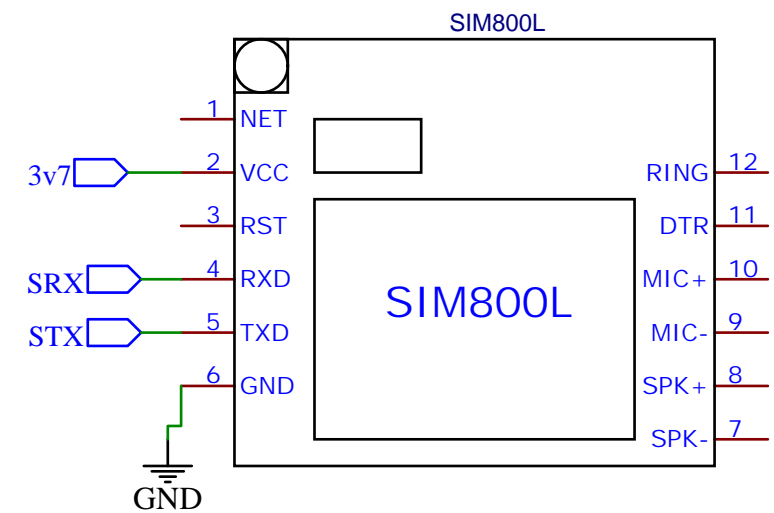 SIM800L
1 NET
3v7 2 VCC RING 12
3 RST DTR 11
SRX 4 RXD MIC+ 10
SIM800L
STX 5 TXD MIC- 9
6 GND SPK+ 8
SPK- 7
GND